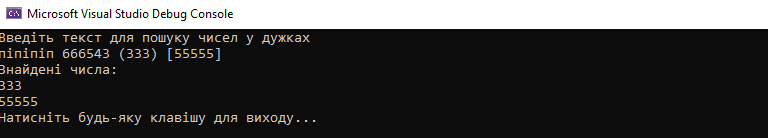 Microsoft Visual Studio Debug Console
Введіть текст для пошуку чисел у дужках
піпіпіп 666543 (333) [55555]
Знайдені числа:
333
55555
Натисніть будь-яку клавішу для виходу...